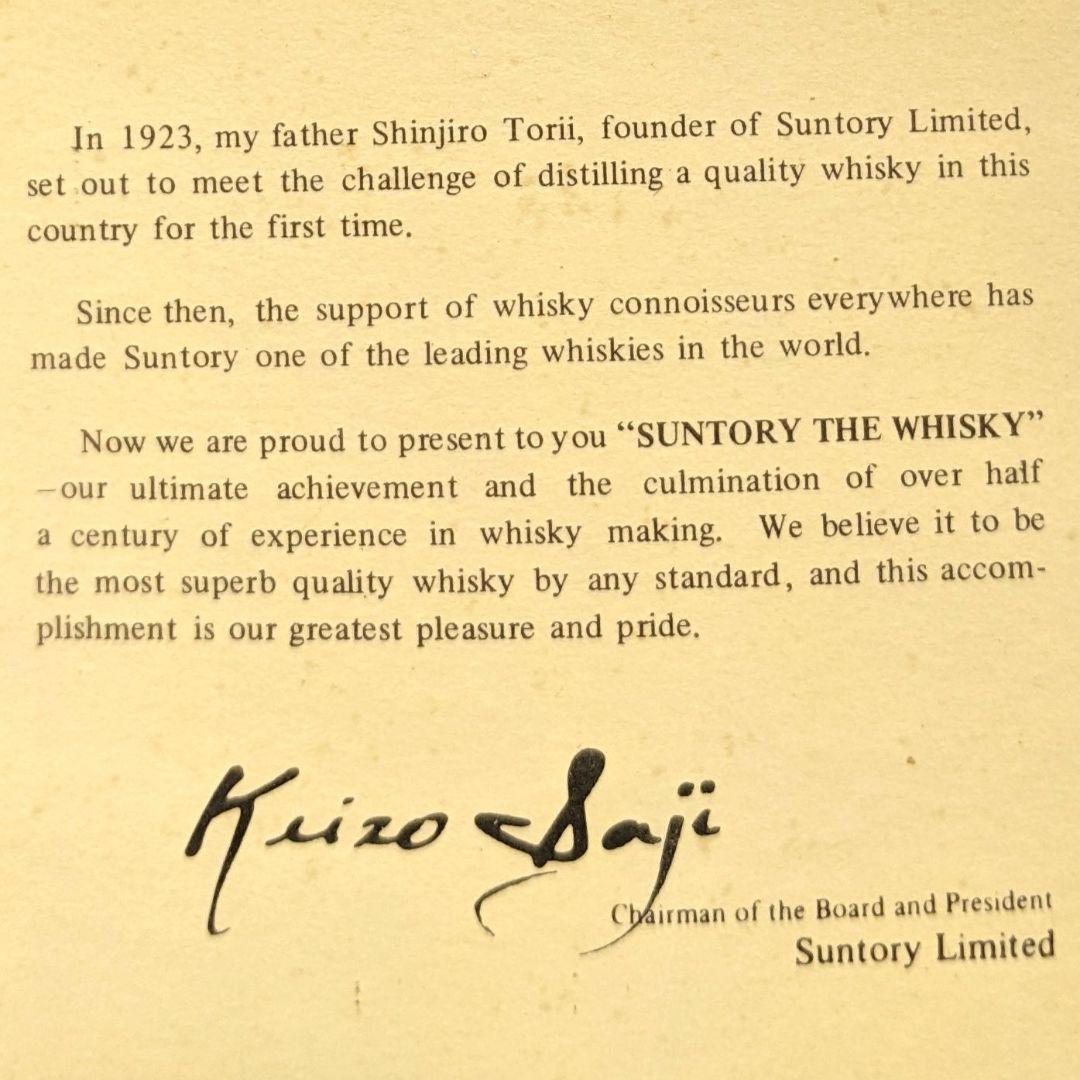 In 1923, my father Shinjiro Torii, founder of Suntory Limited,
set out to meet the challenge of distilling a quality whisky in this
country for the first time.
Since then, the support of whisky connoisseurs everywhere has
made Suntory one of the leading whiskies in the world.
Now we are proud to present to you “SUNTORY THE WHISKY”
—our ultimate achievement and the culmination of over half
a century of experience in whisky making. We believe it to be
the most superb quality whisky by any standard, and this accom-
plishment is our greatest pleasure and pride.
Keizo Saji
Chairman of the Board and President
Suntory Limited